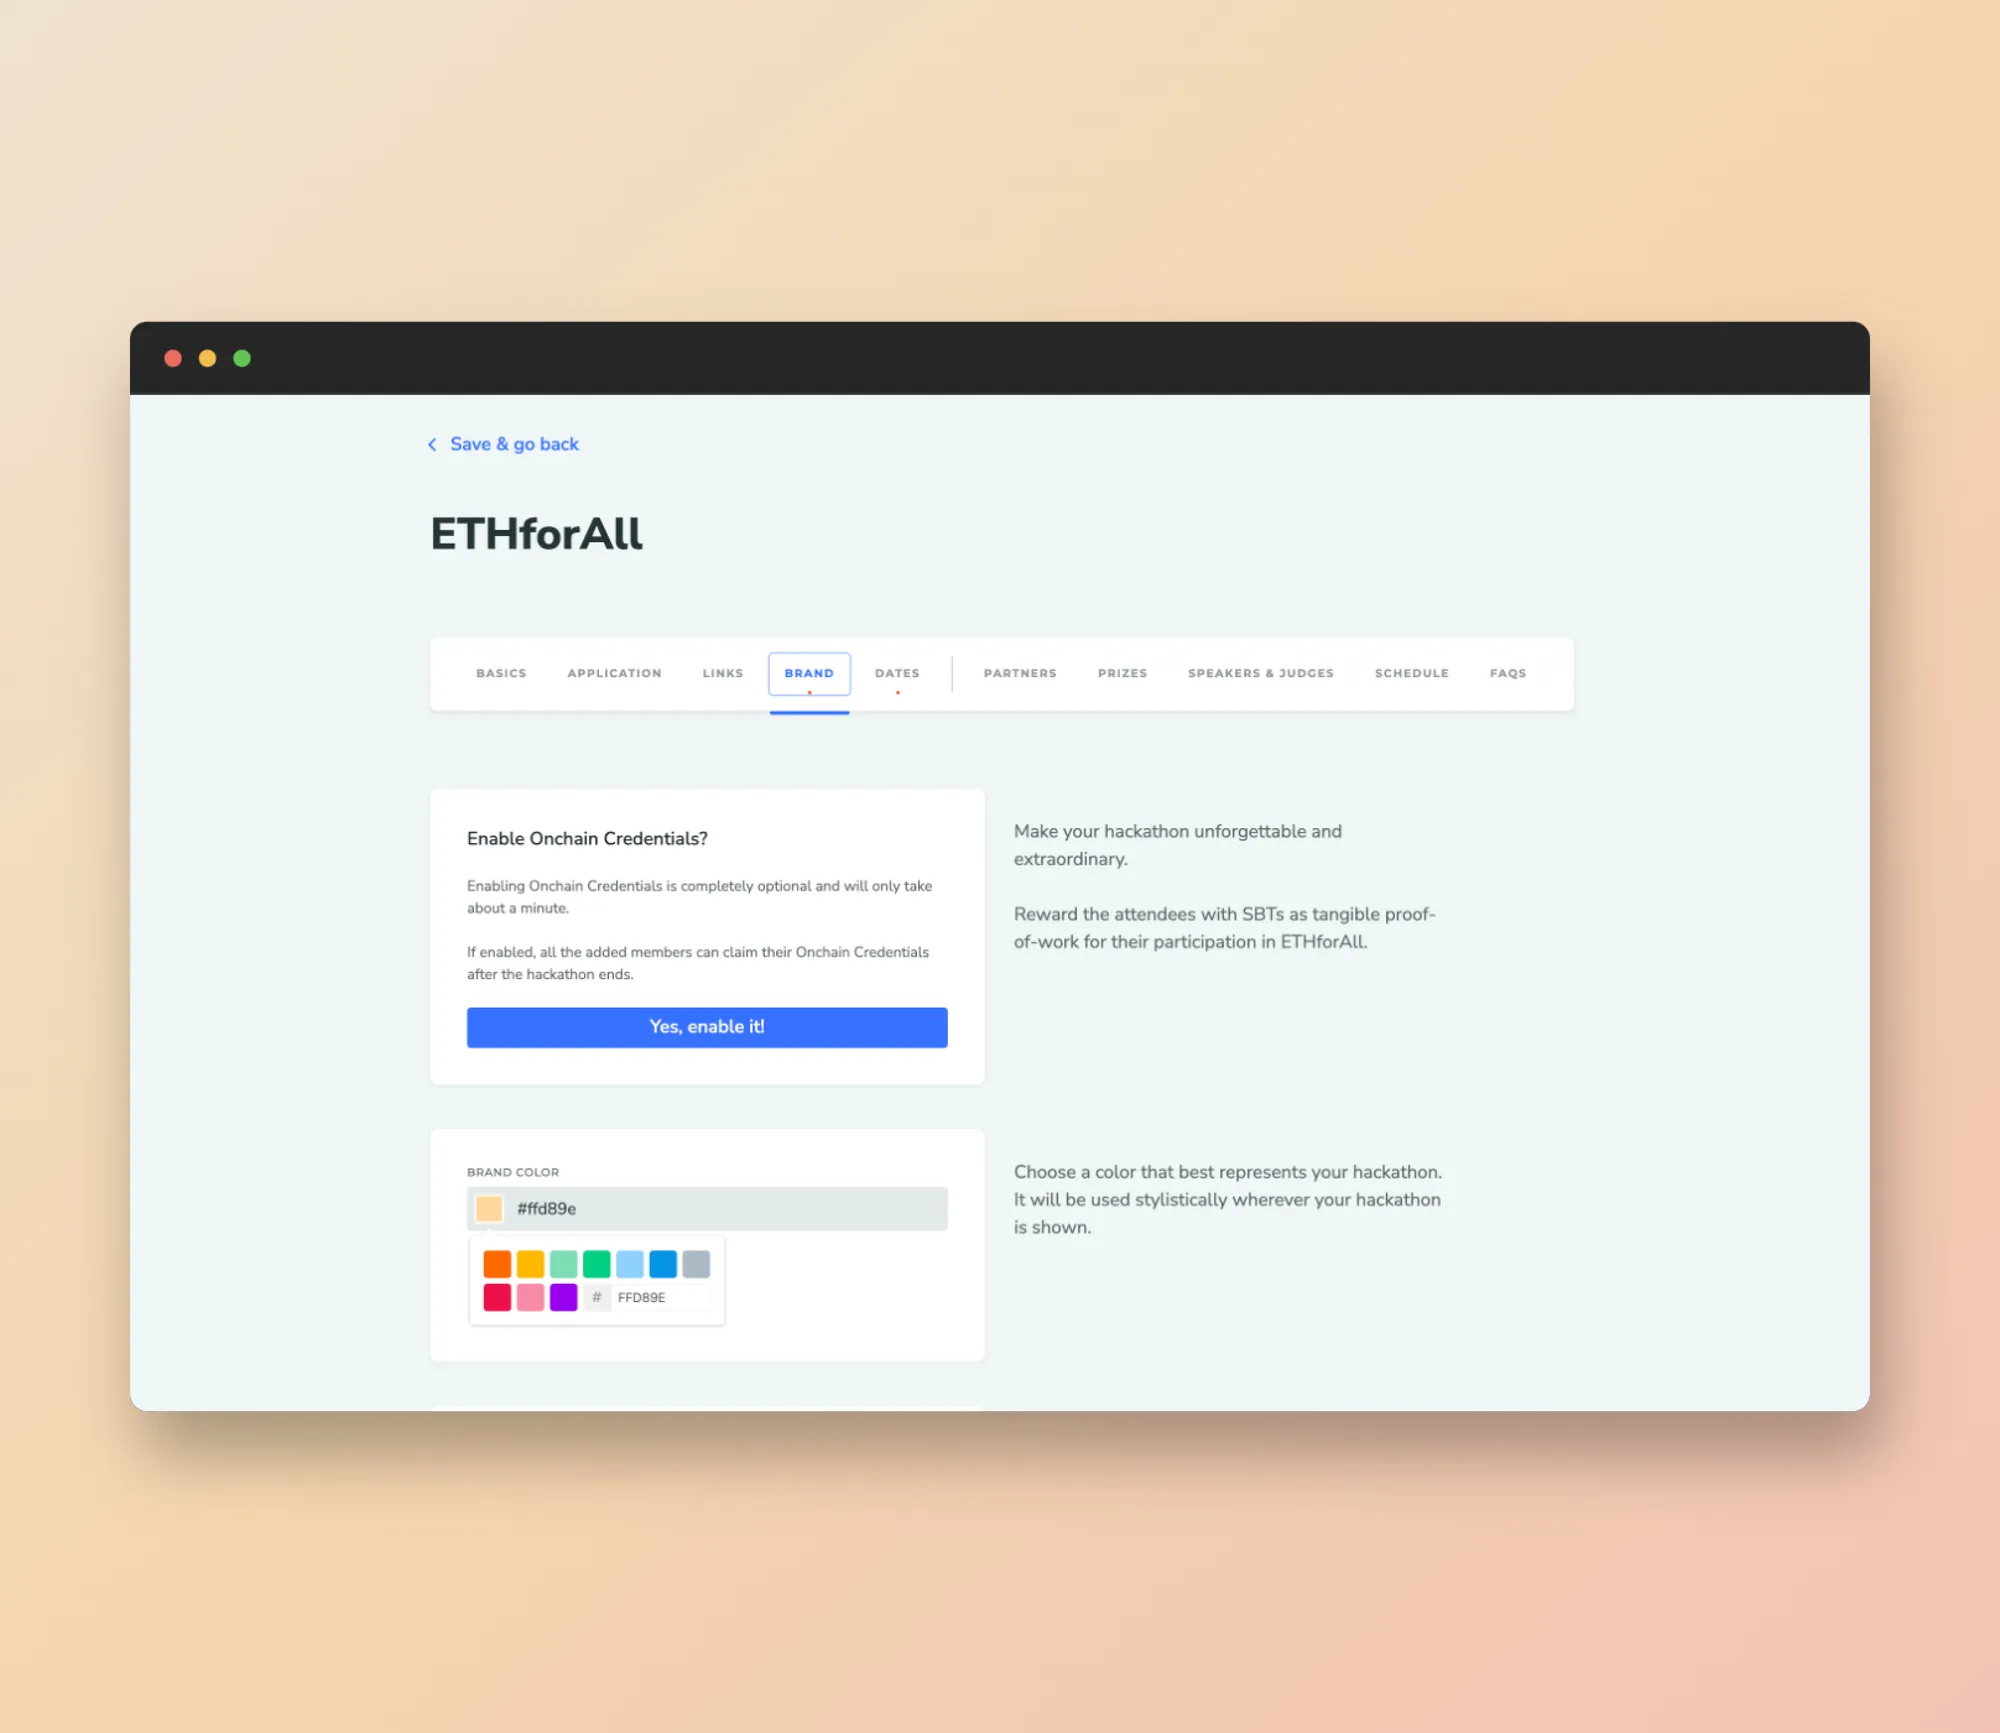 Save & go back
ETHforAll
BASICS APPLICATION LINKS BRAND DATES PARTNERS PRIZES SPEAKERS & JUDGES SCHEDULE FAQS
Enable Onchain Credentials?
Enabling Onchain Credentials is completely optional and will only take
about a minute.
If enabled, all the added members can claim their Onchain Credentials
after the hackathon ends.
Yes, enable it!
Make your hackathon unforgettable and
extraordinary.
Reward the attendees with SBTs as tangible proof-
of-work for their participation in ETHforAll.
BRAND COLOR
#ffd89e
# FFD89E
Choose a color that best represents your hackathon.
It will be used stylistically wherever your hackathon
is shown.